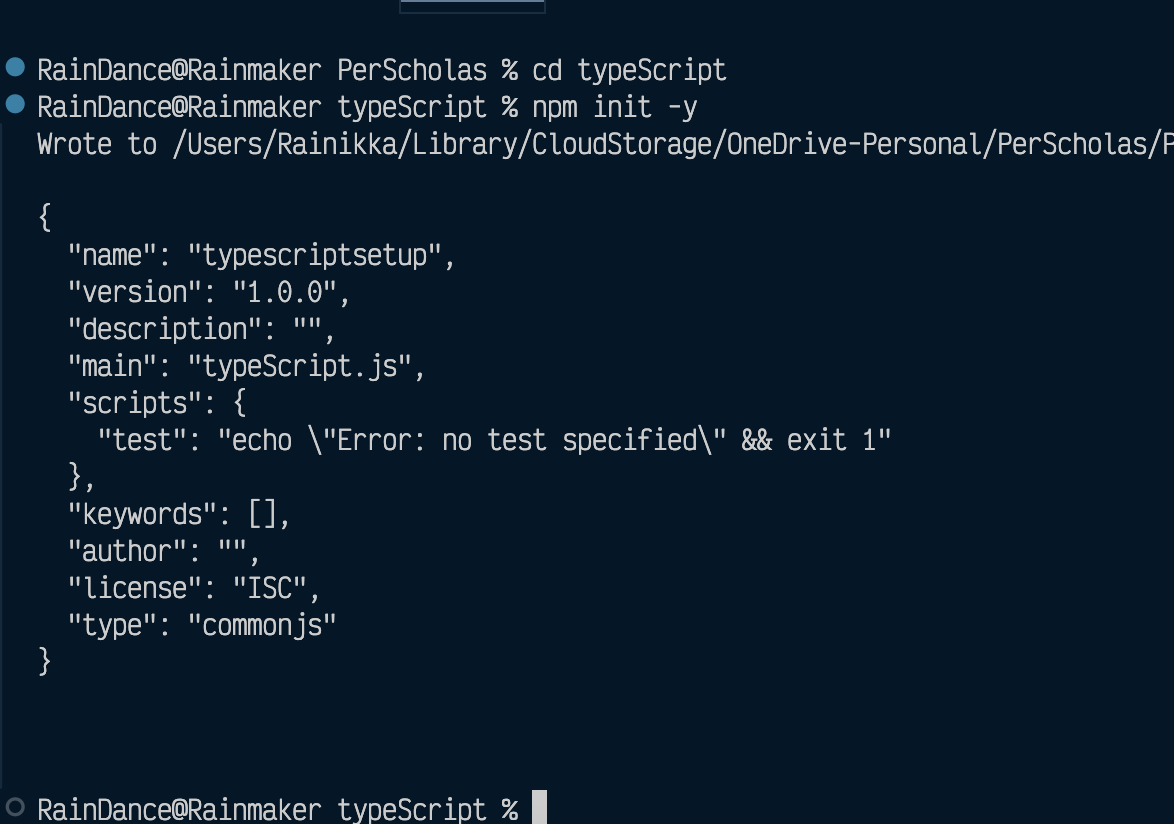 RainDance@Rainmaker PerScholas % cd typeScript
RainDance@Rainmaker typeScript % npm init -y
Wrote to /Users/Rainikka/Library/CloudStorage/OneDrive-Personal/PerScholas/P
{
  "name": "typescriptsetup",
  "version": "1.0.0",
  "description": "",
  "main": "typeScript.js",
  "scripts": {
    "test": "echo \"Error: no test specified\" && exit 1"
  },
  "keywords": [],
  "author": "",
  "license": "ISC",
  "type": "commonjs"
}
RainDance@Rainmaker typeScript %